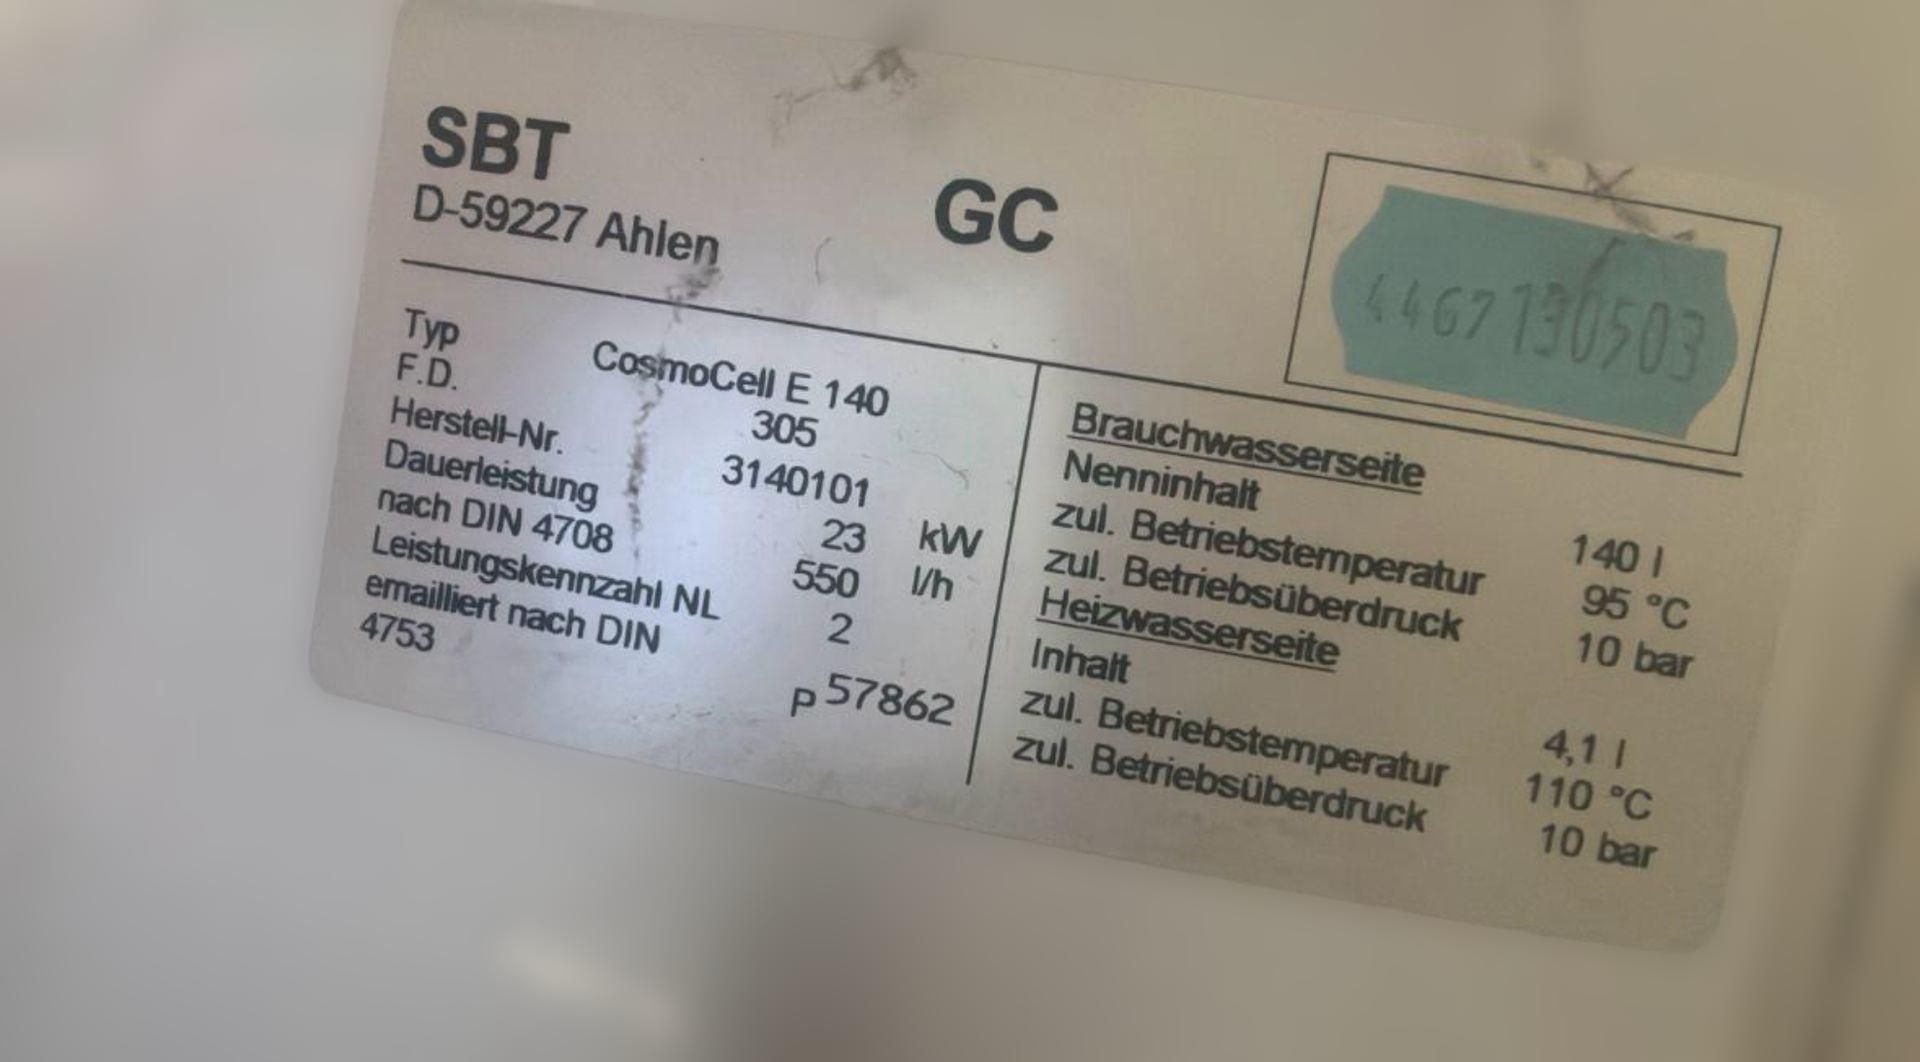 SBT
D-59227 Ahlen
GC
4467 130503
Typ CosmoCell E 140
F.D. 305
Herstell-Nr. 3140101
Dauerleistung 23 kW
nach DIN 4708 550 l/h
Leistungskennzahl NL 2
emailliert nach DIN
4753
p 57862
Brauchwasserseite
Nenninhalt 140 l
zul. Betriebstemperatur 95 °C
zul. Betriebsüberdruck 10 bar
Heizwasserseite
Inhalt 4,1 l
zul. Betriebstemperatur 110 °C
zul. Betriebsüberdruck 10 bar